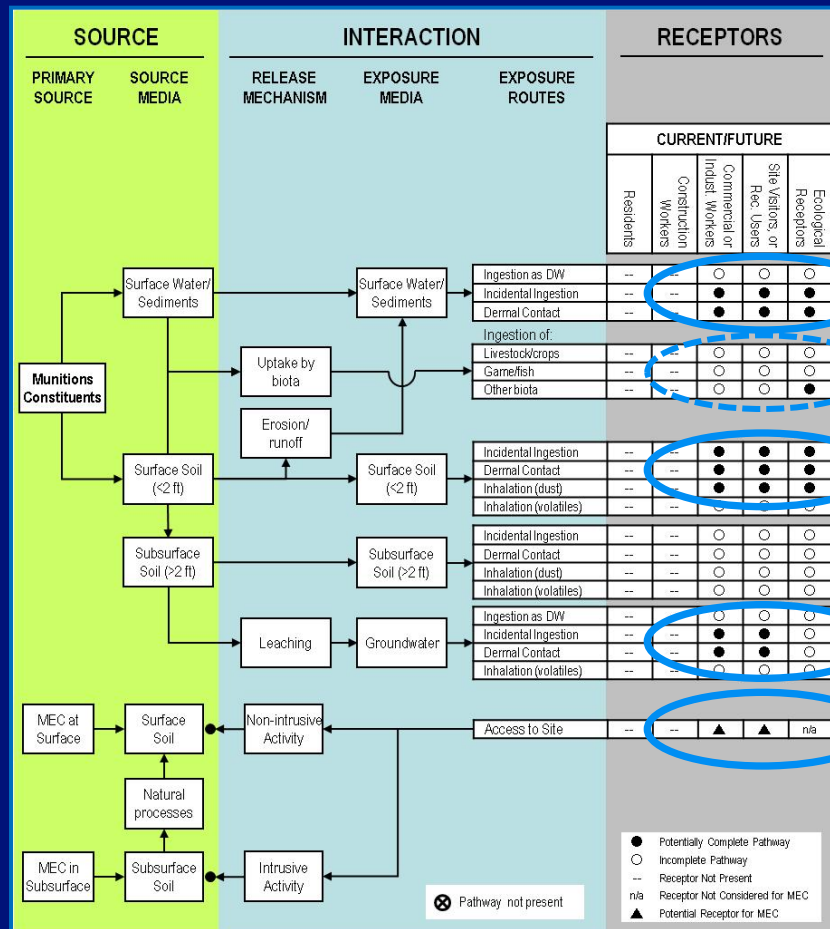 SOURCE
INTERACTION
RECEPTORS
PRIMARY
SOURCE
SOURCE
MEDIA
RELEASE
MECHANISM
EXPOSURE
MEDIA
EXPOSURE
ROUTES
CURRENT/FUTURE
Residents
Construction
Workers
Commercial or
Indust. Workers
Site Visitors, or
Rec. Users
Ecological
Receptors
Munitions
Constituents
Surface Water/
Sediments
Surface Water/
Sediments
Ingestion as DW -- -- ○ ○ ○
Incidental Ingestion -- -- ● ● ●
Dermal Contact -- -- ● ● ●
Uptake by
biota
Ingestion of:
Livestock/crops -- -- ○ ○ ○
Game/fish -- -- ○ ○ ○
Other biota -- -- ○ ○ ●
Erosion/
runoff
Surface Soil
(<2 ft)
Surface Soil
(<2 ft)
Incidental Ingestion -- -- ● ● ●
Dermal Contact -- -- ● ● ●
Inhalation (dust) -- -- ● ● ●
Inhalation (volatiles) -- -- ○ ○ ○
Subsurface
Soil (>2 ft)
Subsurface
Soil (>2 ft)
Incidental Ingestion -- -- ○ ○ ○
Dermal Contact -- -- ○ ○ ○
Inhalation (dust) -- -- ○ ○ ○
Inhalation (volatiles) -- -- ○ ○ ○
Leaching
Groundwater
Ingestion as DW -- -- ○ ○ ○
Incidental Ingestion -- -- ● ● ○
Dermal Contact -- -- ● ● ○
Inhalation (volatiles) -- -- ○ ○ ○
MEC at
Surface
Surface
Soil
Non-intrusive
Activity
Access to Site -- -- ▲ ▲ n/a
Natural
processes
MEC in
Subsurface
Subsurface
Soil
Intrusive
Activity
⊗ Pathway not present
● Potentially Complete Pathway
○ Incomplete Pathway
-- Receptor Not Present
n/a Receptor Not Considered for MEC
▲ Potential Receptor for MEC